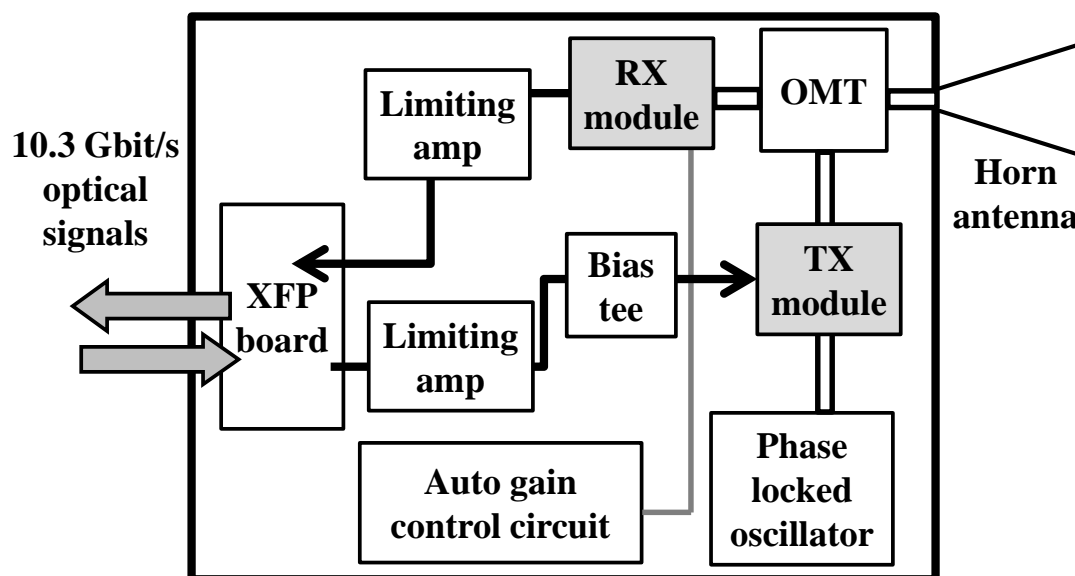 RX
module
OMT
Limiting
amp
10.3 Gbit/s
optical
signals
Horn
antenna
XFP
board
Bias
tee
TX
module
Limiting
amp
Auto gain
control circuit
Phase
locked
oscillator